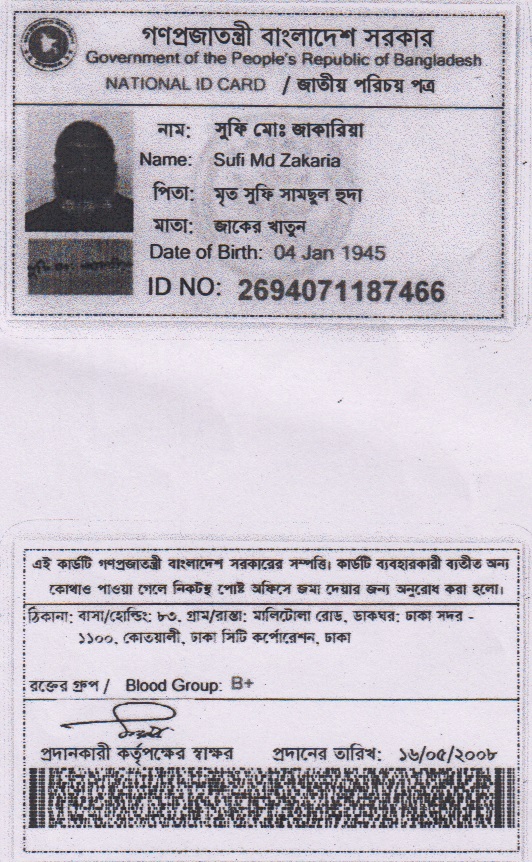 গণপ্রজাতন্ত্রী বাংলাদেশ সরকার
Government of the People's Republic of Bangladesh
NATIONAL ID CARD / জাতীয় পরিচয় পত্র
নাম: সুফি মোঃ জাকারিয়া
Name: Sufi Md Zakaria
পিতা: মৃত সুফি সামছুল হুদা
মাতা: জাকের খাতুন
Date of Birth: 04 Jan 1945
ID NO: 2694071187466
এই কার্ডটি গণপ্রজাতন্ত্রী বাংলাদেশ সরকারের সম্পত্তি। কার্ডটি ব্যবহারকারী ব্যতীত অন্য
কোথাও পাওয়া গেলে নিকটস্থ পোষ্ট অফিসে জমা দেয়ার জন্য অনুরোধ করা হলো।
ঠিকানা: বাসা/হোল্ডিং: ৮৩, গ্রাম/রাস্তা: মালিটোলা রোড, ডাকঘর: ঢাকা সদর -
১১০০, কোতয়ালী, ঢাকা সিটি কর্পোরেশন, ঢাকা
রক্তের গ্রুপ / Blood Group: B+
প্রদানকারী কর্তৃপক্ষের স্বাক্ষর প্রদানের তারিখ: ১৬/০৫/২০০৮